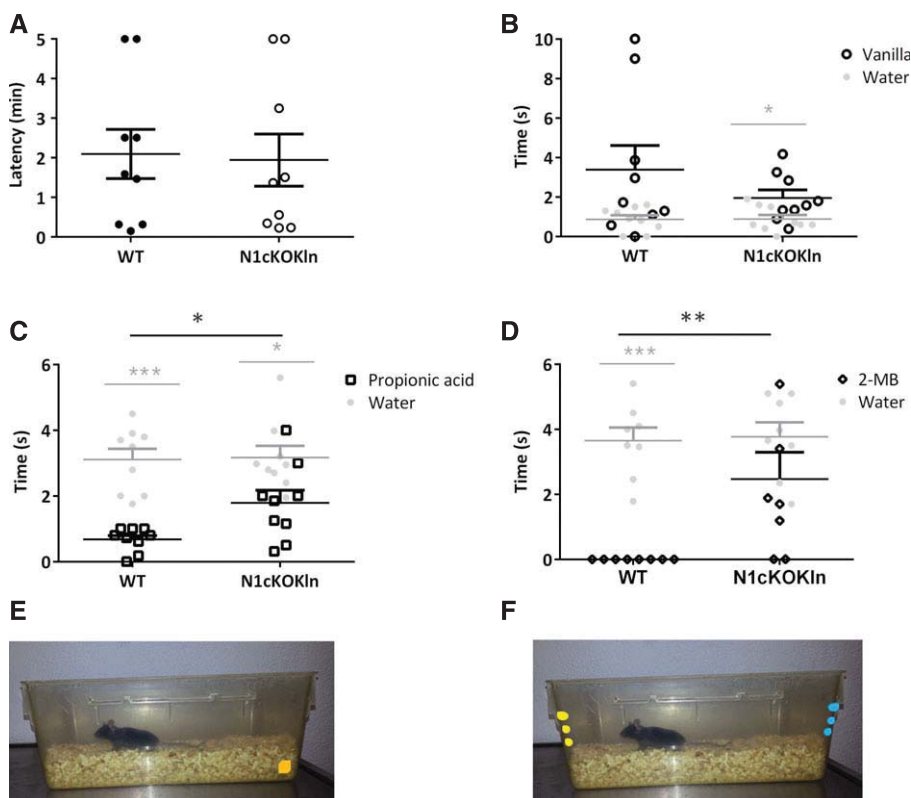 A
B
Latency (min)
5
4
3
2
1
0
WT
N1cKOKln
Time (s)
10
8
6
4
2
0
*
WT
N1cKOKln
Vanilla
Water
C
D
Time (s)
6
4
2
0
***
*
*
WT
N1cKOKln
Propionic acid
Water
Time (s)
6
4
2
0
**
***
WT
N1cKOKln
2-MB
Water
E
F